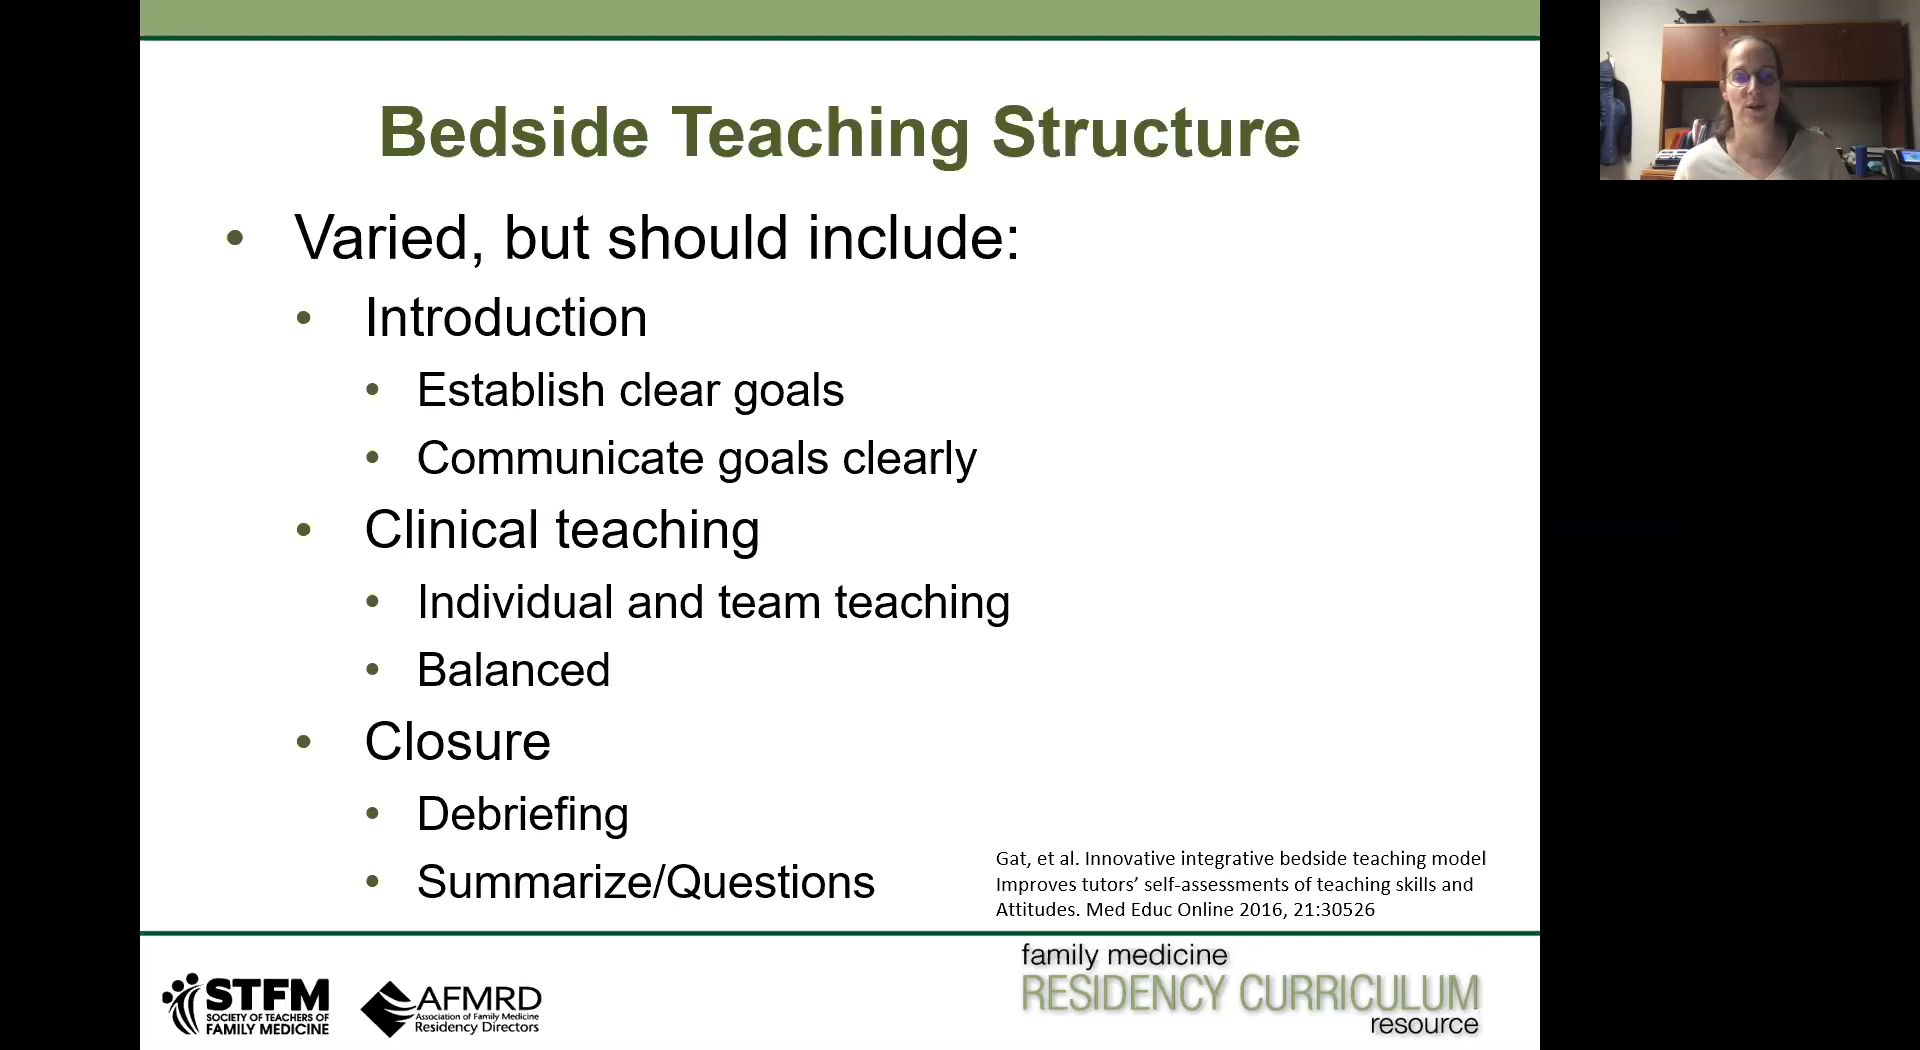 Bedside Teaching Structure
• Varied, but should include:
• Introduction
• Establish clear goals
• Communicate goals clearly
• Clinical teaching
• Individual and team teaching
• Balanced
• Closure
• Debriefing
• Summarize/Questions
Gat, et al. Innovative integrative bedside teaching model
Improves tutors’ self-assessments of teaching skills and
Attitudes. Med Educ Online 2016, 21:30526
STFM
SOCIETY OF TEACHERS OF
FAMILY MEDICINE
AFMRD
Association of Family Medicine
Residency Directors
family medicine
RESIDENCY CURRICULUM
resource